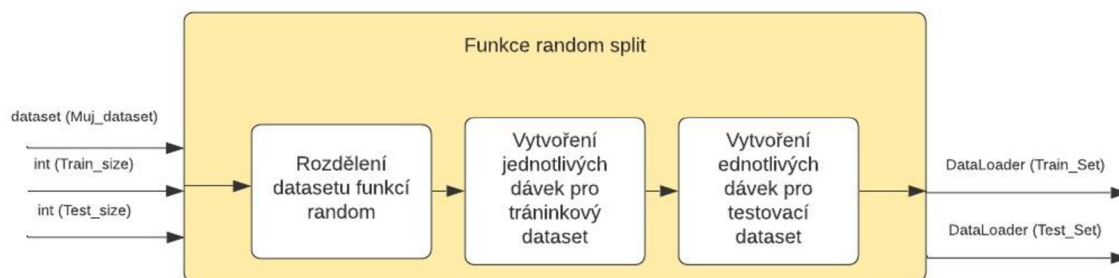 Funkce random split
dataset (Muj_dataset)
int (Train_size)
int (Test_size)
Rozdělení
datasetu funkcí
random
Vytvoření
jednotlivých
dávek pro
tráninkový
dataset
Vytvoření
ednotlivých
dávek pro
testovací
dataset
DataLoader (Train_Set)
DataLoader (Test_Set)